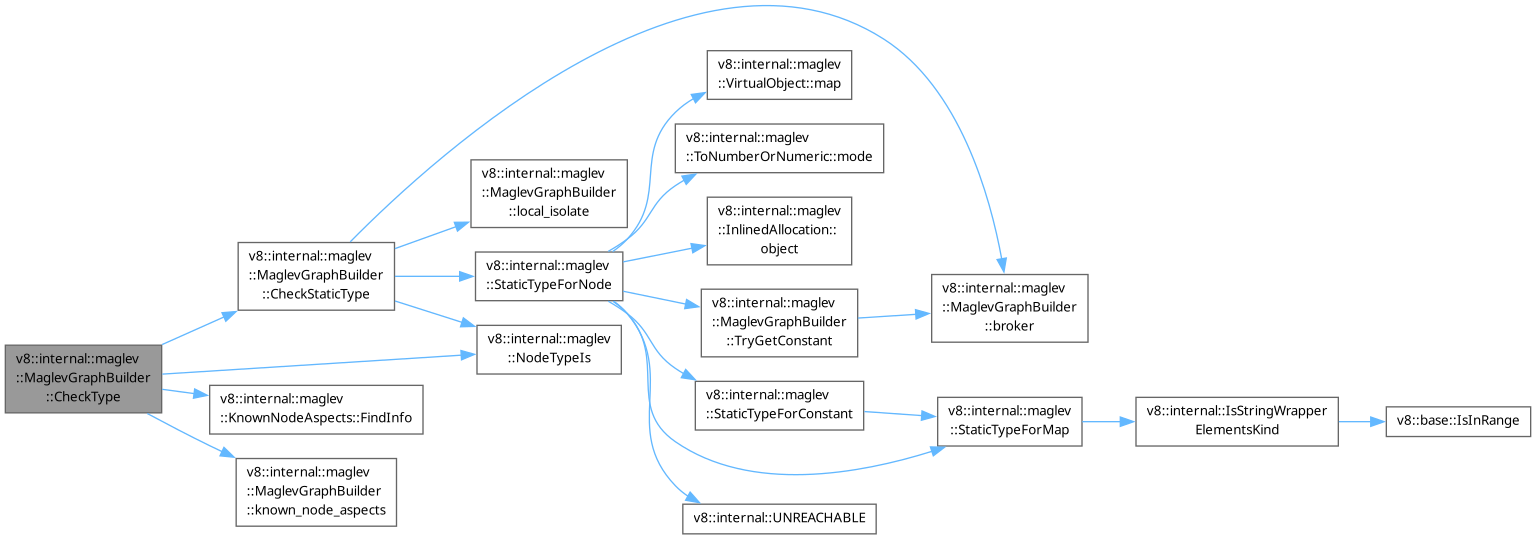 v8::internal::maglev
::MaglevGraphBuilder
::CheckType
v8::internal::maglev
::MaglevGraphBuilder
::CheckStaticType
v8::internal::maglev
::KnownNodeAspects::FindInfo
v8::internal::maglev
::MaglevGraphBuilder
::known_node_aspects
v8::internal::maglev
::MaglevGraphBuilder
::local_isolate
v8::internal::maglev
::StaticTypeForNode
v8::internal::maglev
::NodeTypeIs
v8::internal::maglev
::VirtualObject::map
v8::internal::maglev
::ToNumberOrNumeric::mode
v8::internal::maglev
::InlinedAllocation::
object
v8::internal::maglev
::MaglevGraphBuilder
::TryGetConstant
v8::internal::maglev
::StaticTypeForConstant
v8::internal::UNREACHABLE
v8::internal::maglev
::MaglevGraphBuilder
::broker
v8::internal::maglev
::StaticTypeForMap
v8::internal::IsStringWrapper
ElementsKind
v8::base::IsInRange